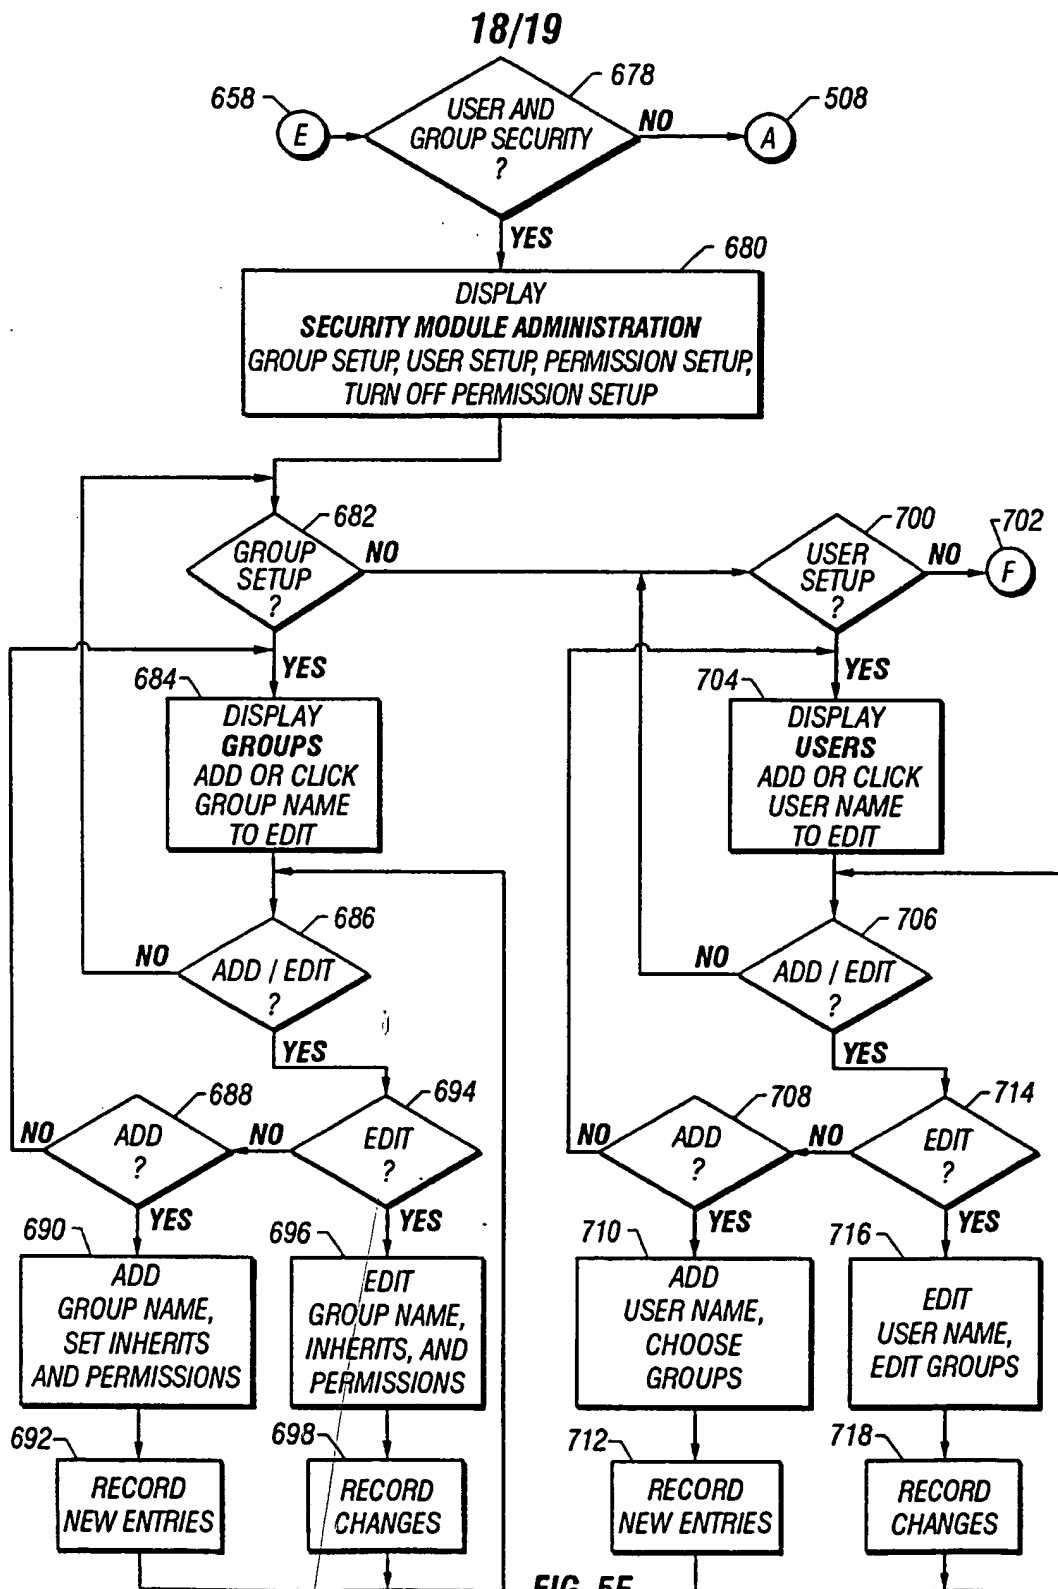 18/19
678
658
508
USER AND
GROUP SECURITY
?
NO
E
A
YES
680
DISPLAY
SECURITY MODULE ADMINISTRATION
GROUP SETUP, USER SETUP, PERMISSION SETUP,
TURN OFF PERMISSION SETUP
682
GROUP
SETUP
?
NO
700
USER
SETUP
?
NO
702
F
YES
684
DISPLAY
GROUPS
ADD OR CLICK
GROUP NAME
TO EDIT
YES
704
DISPLAY
USERS
ADD OR CLICK
USER NAME
TO EDIT
686
NO
ADD / EDIT
?
YES
706
NO
ADD / EDIT
?
YES
688
NO
ADD
?
NO
694
EDIT
?
708
NO
ADD
?
NO
714
EDIT
?
YES
YES
YES
YES
690
ADD
GROUP NAME,
SET INHERITS
AND PERMISSIONS
696
EDIT
GROUP NAME,
INHERITS, AND
PERMISSIONS
710
ADD
USER NAME,
CHOOSE
GROUPS
716
EDIT
USER NAME,
EDIT GROUPS
692
RECORD
NEW ENTRIES
698
RECORD
CHANGES
712
RECORD
NEW ENTRIES
718
RECORD
CHANGES